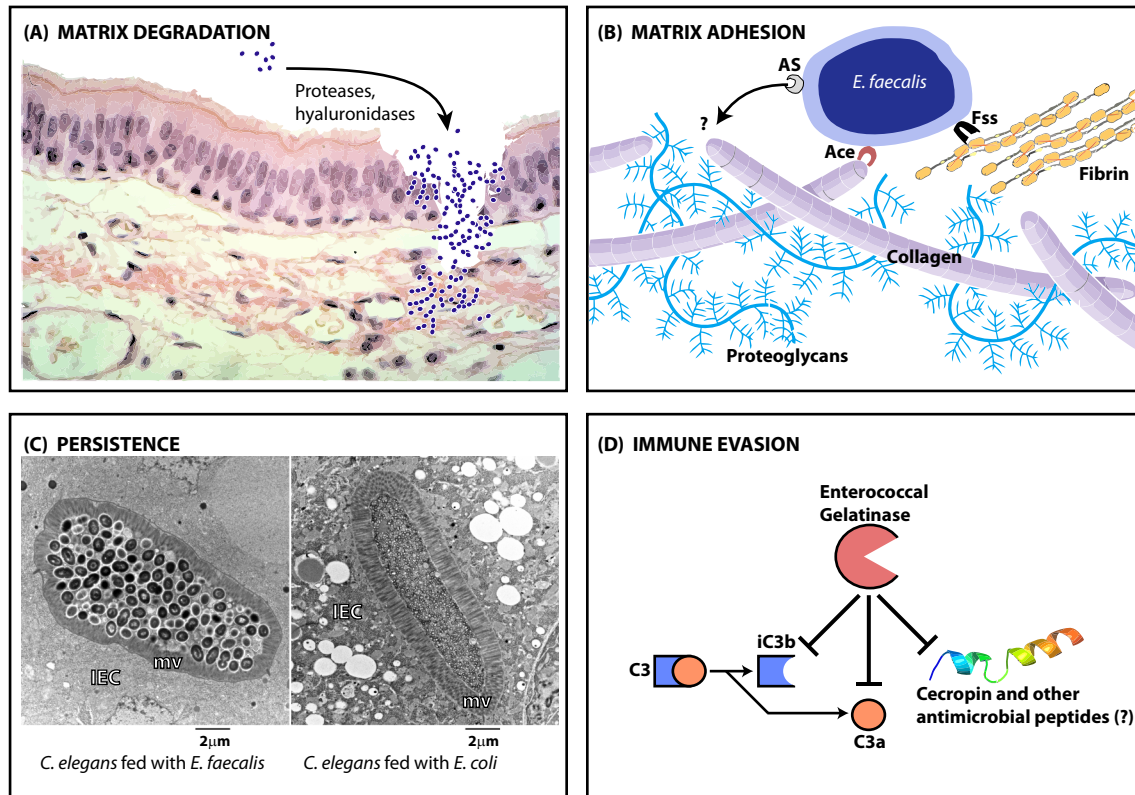 (A) MATRIX DEGRADATION
Proteases,
hyaluronidases
(B) MATRIX ADHESION
AS
E. faecalis
?
Fss
Ace
Fibrin
Collagen
Proteoglycans
(C) PERSISTENCE
IEC
mv
IEC
mv
2μm
2μm
C. elegans fed with E. faecalis
C. elegans fed with E. coli
(D) IMMUNE EVASION
Enterococcal
Gelatinase
iC3b
C3
Cecropin and other
antimicrobial peptides (?)
C3a